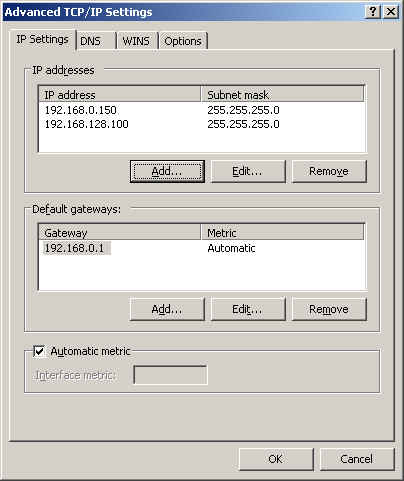 Advanced TCP/IP Settings
IP Settings DNS WINS Options
IP addresses
IP address Subnet mask
192.168.0.150 255.255.255.0
192.168.128.100 255.255.255.0
Add... Edit... Remove
Default gateways:
Gateway Metric
192.168.0.1 Automatic
Add... Edit... Remove
Automatic metric
Interface metric:
OK Cancel